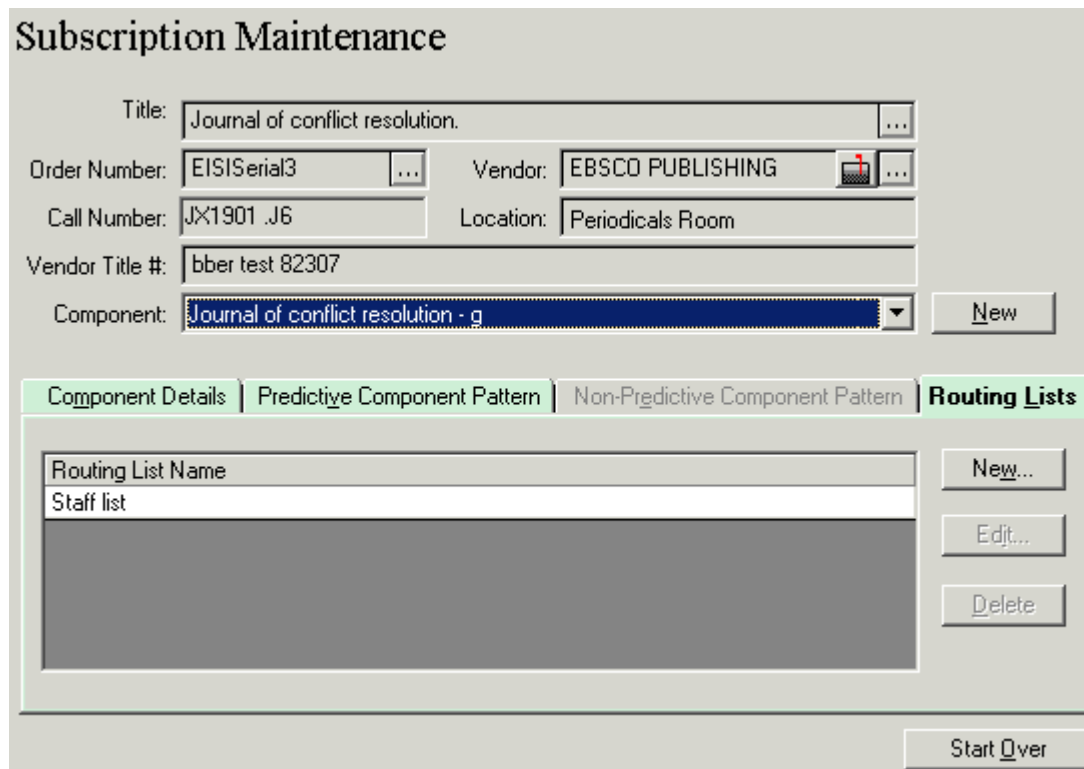 Subscription Maintenance
Title: Journal of conflict resolution. ...
Order Number: EISISerial3 ... Vendor: EBSCO PUBLISHING ...
Call Number: JX1901 .J6 Location: Periodicals Room
Vendor Title #: bber test 82307
Component: Journal of conflict resolution - g New
Component Details Predictive Component Pattern Non-Predictive Component Pattern Routing Lists
Routing List Name New...
Staff list
Edit...
Delete
Start Over